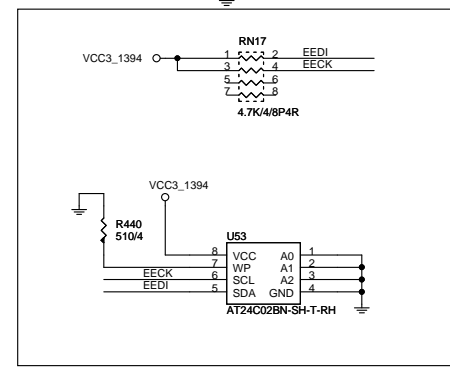 RN17
VCC3_1394 1 2 EEDI
3 4 EECK
5 6
7 8
4.7K/4/8P4R
VCC3_1394
R440
510/4
U53
8 VCC A0 1
7 WP A1 2
EECK 6 SCL A2 3
EEDI 5 SDA GND 4
AT24C02BN-SH-T-RH